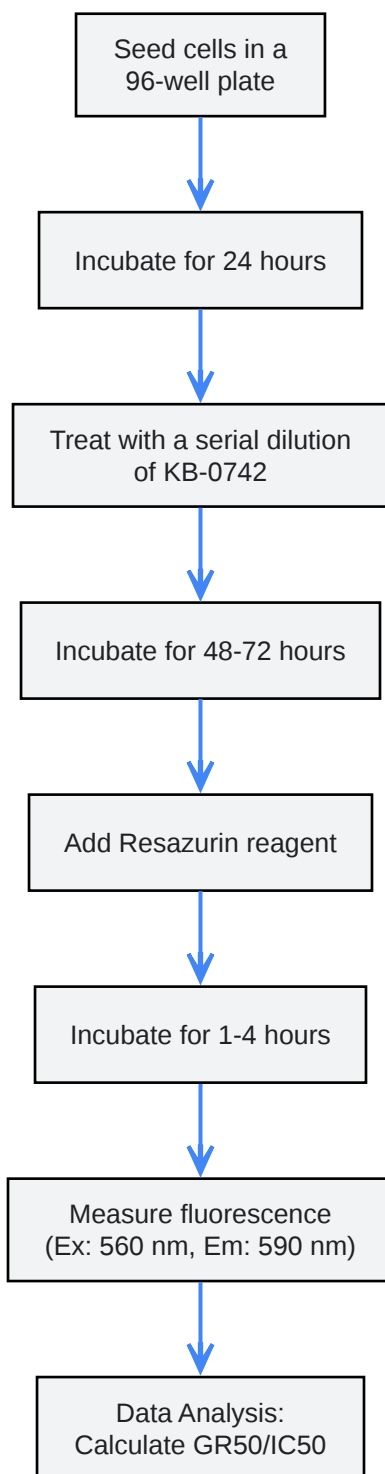 Seed cells in a
96-well plate
Incubate for 24 hours
Treat with a serial dilution
of KB-0742
Incubate for 48-72 hours
Add Resazurin reagent
Incubate for 1-4 hours
Measure fluorescence
(Ex: 560 nm, Em: 590 nm)
Data Analysis:
Calculate GR50/IC50